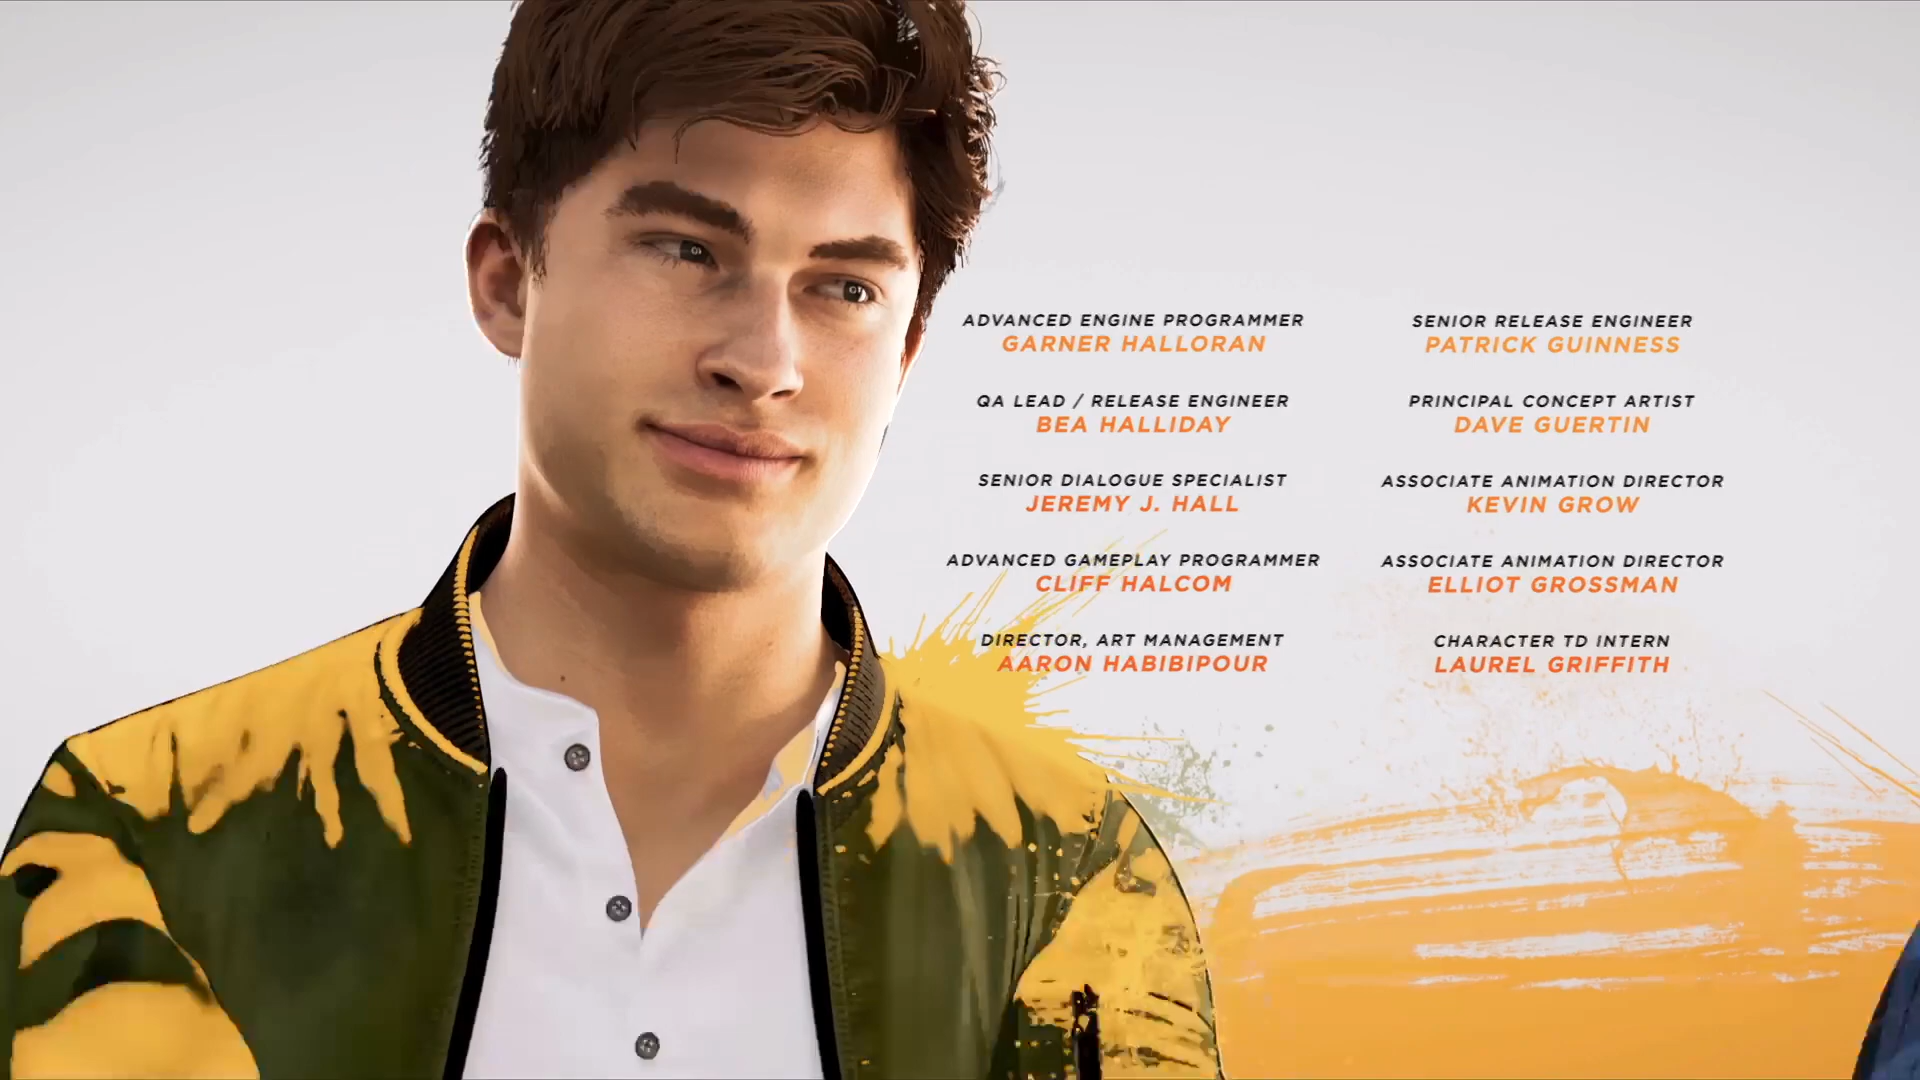 ADVANCED ENGINE PROGRAMMER
GARNER HALLORAN
QA LEAD / RELEASE ENGINEER
BEA HALLIDAY
SENIOR DIALOGUE SPECIALIST
JEREMY J. HALL
ADVANCED GAMEPLAY PROGRAMMER
CLIFF HALCOM
DIRECTOR, ART MANAGEMENT
AARON HABIBIPOUR
SENIOR RELEASE ENGINEER
PATRICK GUINNESS
PRINCIPAL CONCEPT ARTIST
DAVE GUERTIN
ASSOCIATE ANIMATION DIRECTOR
KEVIN GROW
ASSOCIATE ANIMATION DIRECTOR
ELLIOT GROSSMAN
CHARACTER TD INTERN
LAUREL GRIFFITH